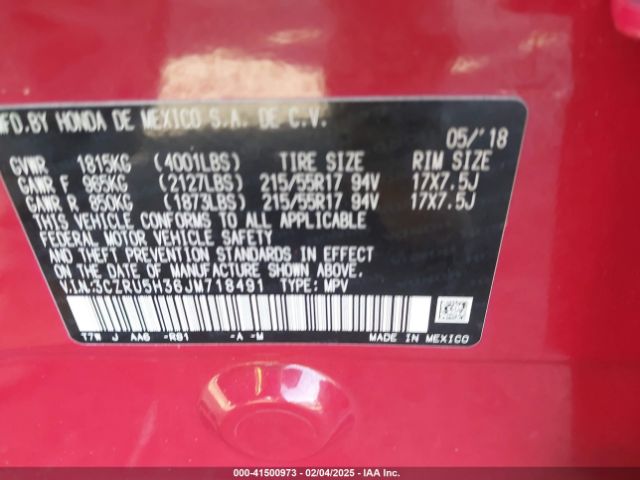 MFD.BY HONDA DE MEXICO S.A. DE C.V.
05/'18
GVWR 1815KG (4001LBS) TIRE SIZE RIM SIZE
GAWR F 965KG (2127LBS) 215/55R17 94V 17X7.5J
GAWR R 850KG (1873LBS) 215/55R17 94V 17X7.5J
THIS VEHICLE CONFORMS TO ALL APPLICABLE
FEDERAL MOTOR VEHICLE SAFETY
AND THEFT PREVENTION STANDARDS IN EFFECT
ON THE DATE OF MANUFACTURE SHOWN ABOVE.
V.I.N:3CZRU5H36JM718491 TYPE: MPV
T7W J AA6 -R81 -A -M MADE IN MEXICO
000-41500973 - 02/04/2025 - IAA Inc.